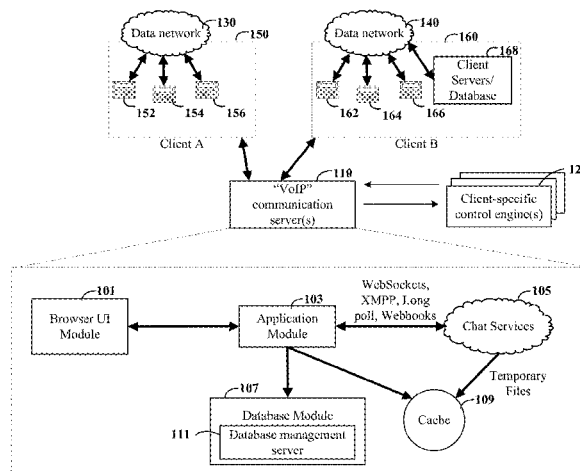 130
Data network
150
152
154
156
Client A
140
Data network
160
168
Client Servers/
Database
162
164
166
Client B
110
"VoIP"
communication
server(s)
12
Client-specific
control engine(s)
101
Browser UI
Module
103
Application
Module
WebSockets,
XMPP, Long
poll, Webhooks
105
Chat Services
Temporary
Files
107
Database Module
111
Database management
server
Cache
109